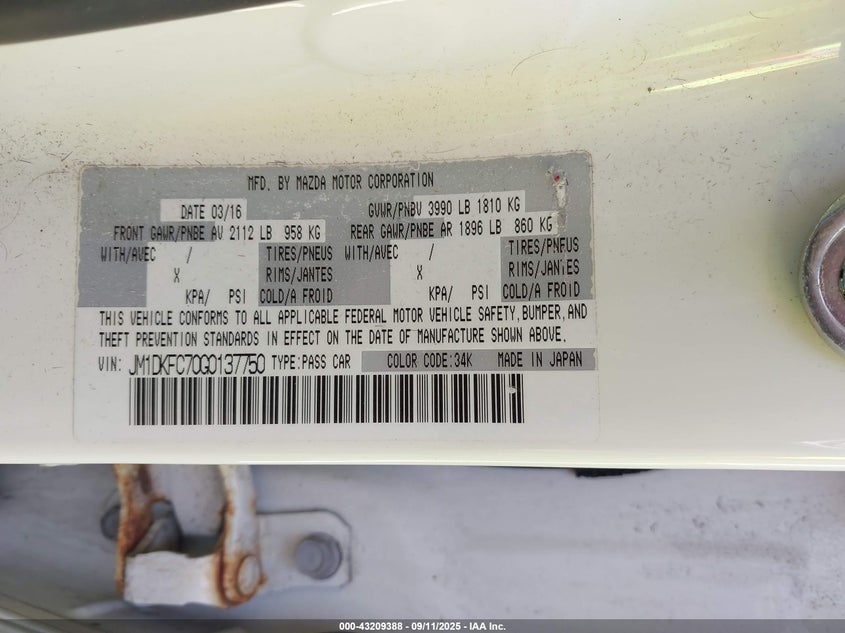 MFD. BY MAZDA MOTOR CORPORATION
DATE 03/16 GVWR/PNBV 3990 LB 1810 KG
FRONT GAWR/PNBE AV 2112 LB 958 KG REAR GAWR/PNBE AR 1896 LB 860 KG
WITH/AVEC / TIRES/PNEUS WITH/AVEC / TIRES/PNEUS
X RIMS/JANTES X RIMS/JANTES
KPA/ PSI COLD/A FROID KPA/ PSI COLD/A FROID
THIS VEHICLE CONFORMS TO ALL APPLICABLE FEDERAL MOTOR VEHICLE SAFETY, BUMPER, AND
THEFT PREVENTION STANDARDS IN EFFECT ON THE DATE OF MANUFACTURE SHOWN ABOVE.
VIN: JM1DKFC70G0137750 TYPE:PASS CAR COLOR CODE:34K MADE IN JAPAN
000-43209388 - 09/11/2025 - IAA Inc.